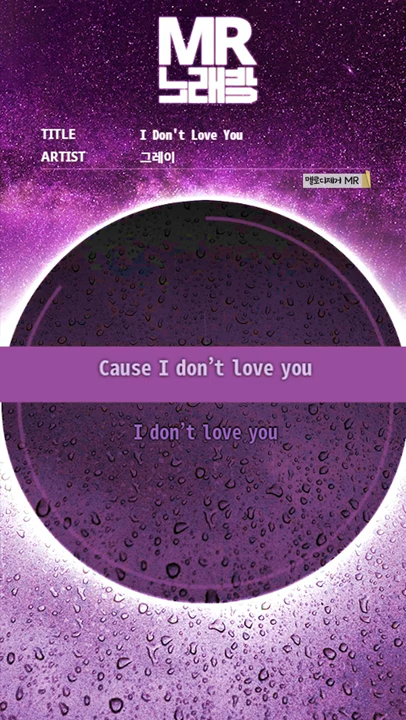 MR
노래방
TITLE I Don't Love You
ARTIST 그레이
멜로디제거 MR
Cause I don’t love you
I don’t love you